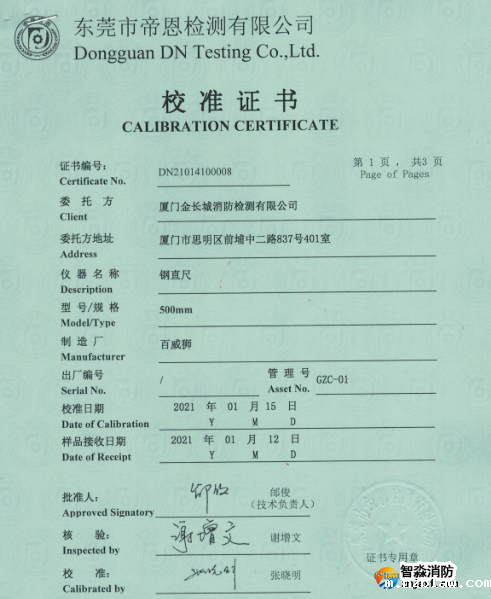 东莞市帝恩检测有限公司
Dongguan DN Testing Co.,Ltd.
校准证书
CALIBRATION CERTIFICATE
证书编号: DN21014100008 第 1 页 , 共3 页
Certificate No. Page of Pages
委托方 厦门金长城消防检测有限公司
Client
委托方地址 厦门市思明区前埔中二路837号401室
Address
仪器名称 钢直尺
Description
型号/规格 500mm
Model/Type
制造厂 百威狮
Manufacturer
出厂编号 / 管理号 GZC-01
Serial No. Asset No.
校准日期 2021 年 01 月 15 日
Date of Calibration Y M D
样品接收日期 2021 年 01 月 12 日
Date of Receipt Y M D
批准人: 邰俊
Approved Signatory (技术负责人)
核验: 谢增文 谢增文
Inspected by
校准: 张晓明
Calibrated by
证书专用章
智淼消防